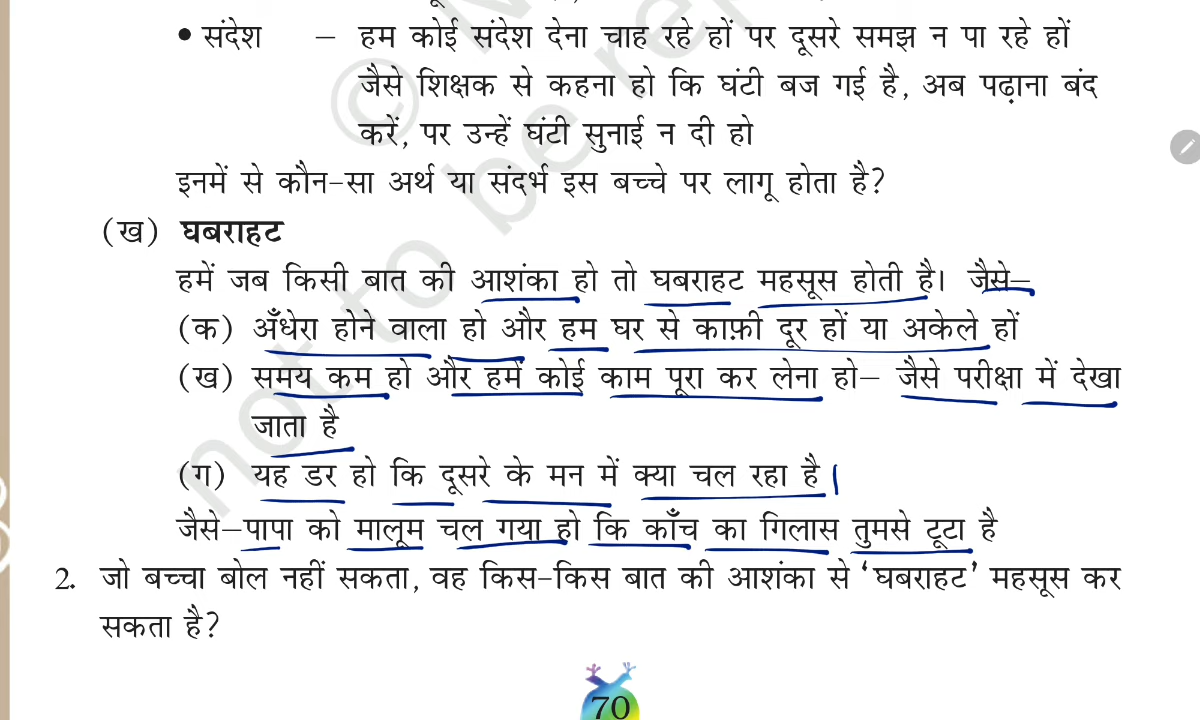 • संदेश – हम कोई संदेश देना चाह रहे हों पर दूसरे समझ न पा रहे हों
जैसे शिक्षक से कहना हो कि घंटी बज गई है, अब पढ़ाना बंद
करें, पर उन्हें घंटी सुनाई न दी हो
इनमें से कौन-सा अर्थ या संदर्भ इस बच्चे पर लागू होता है?
(ख) घबराहट
हमें जब किसी बात की आशंका हो तो घबराहट महसूस होती है। जैसे–
(क) अँधेरा होने वाला हो और हम घर से काफ़ी दूर हों या अकेले हों
(ख) समय कम हो और हमें कोई काम पूरा कर लेना हो– जैसे परीक्षा में देखा
जाता है
(ग) यह डर हो कि दूसरे के मन में क्या चल रहा है
जैसे–पापा को मालूम चल गया हो कि काँच का गिलास तुमसे टूटा है
2. जो बच्चा बोल नहीं सकता, वह किस-किस बात की आशंका से ‘घबराहट’ महसूस कर
सकता है?
70
© 
not to be